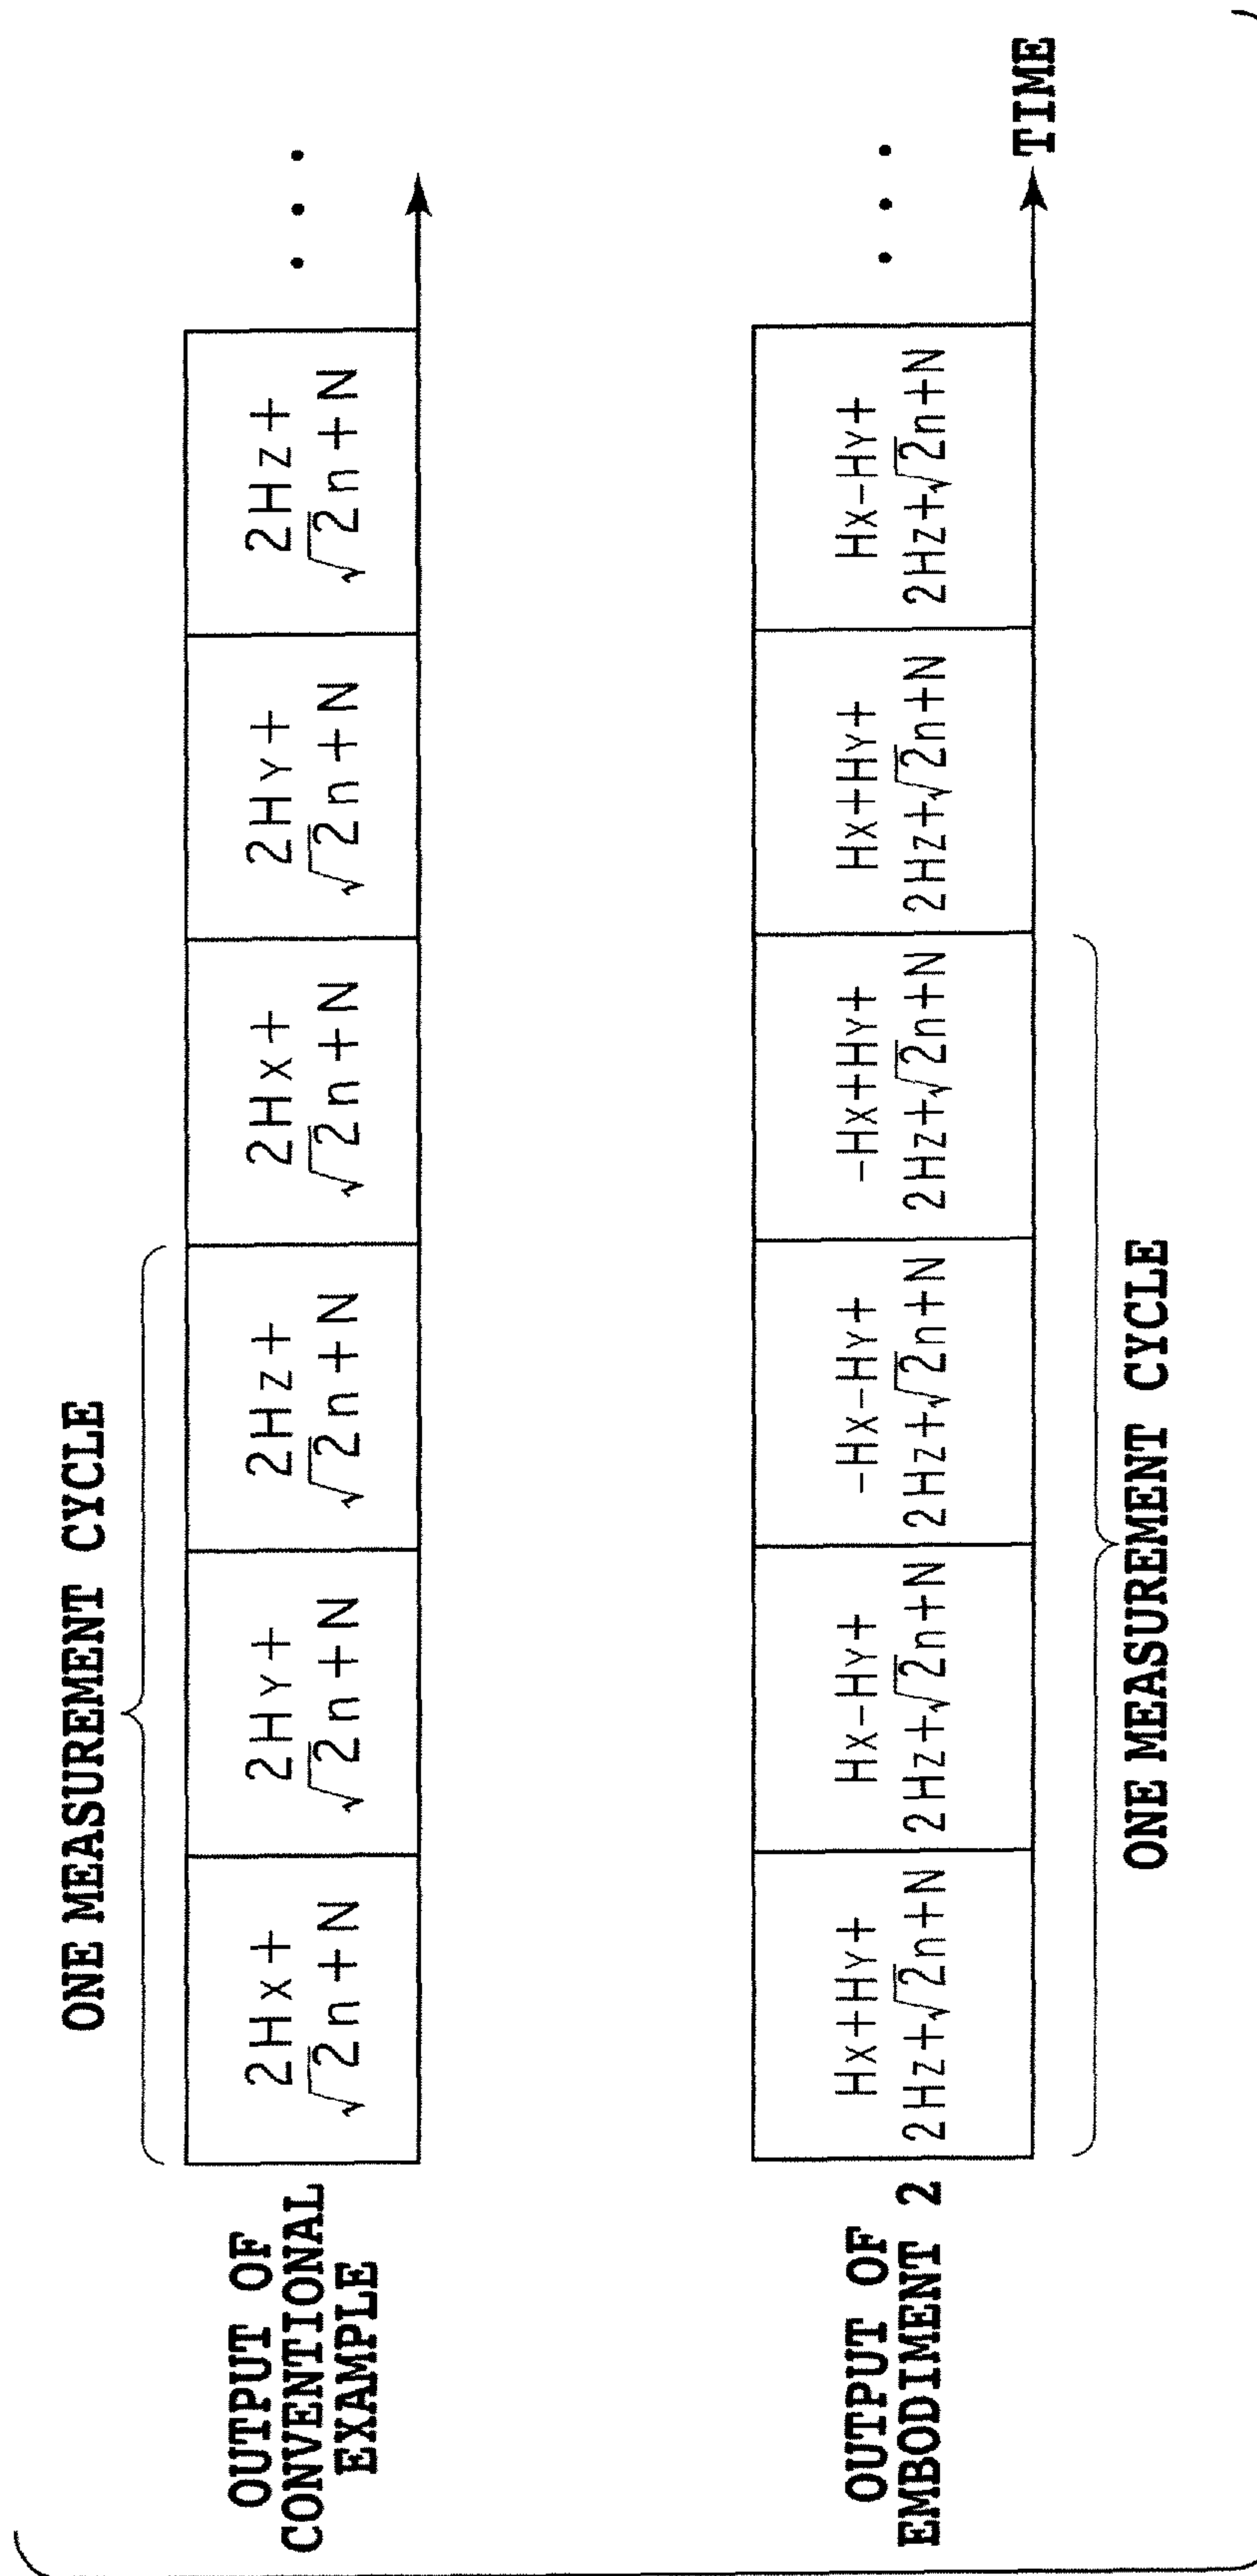 ONE MEASUREMENT CYCLE
OUTPUT OF
CONVENTIONAL
EXAMPLE
2Hx+
√2n+N
2Hy+
√2n+N
2Hz+
√2n+N
2Hx+
√2n+N
2Hy+
√2n+N
2Hz+
√2n+N
• • •
OUTPUT OF
EMBODIMENT 2
Hx+Hy+
2Hz+√2n+N
Hx-Hy+
2Hz+√2n+N
-Hx-Hy+
2Hz+√2n+N
-Hx+Hy+
2Hz+√2n+N
Hx+Hy+
2Hz+√2n+N
Hx-Hy+
2Hz+√2n+N
• • •
TIME
ONE MEASUREMENT CYCLE